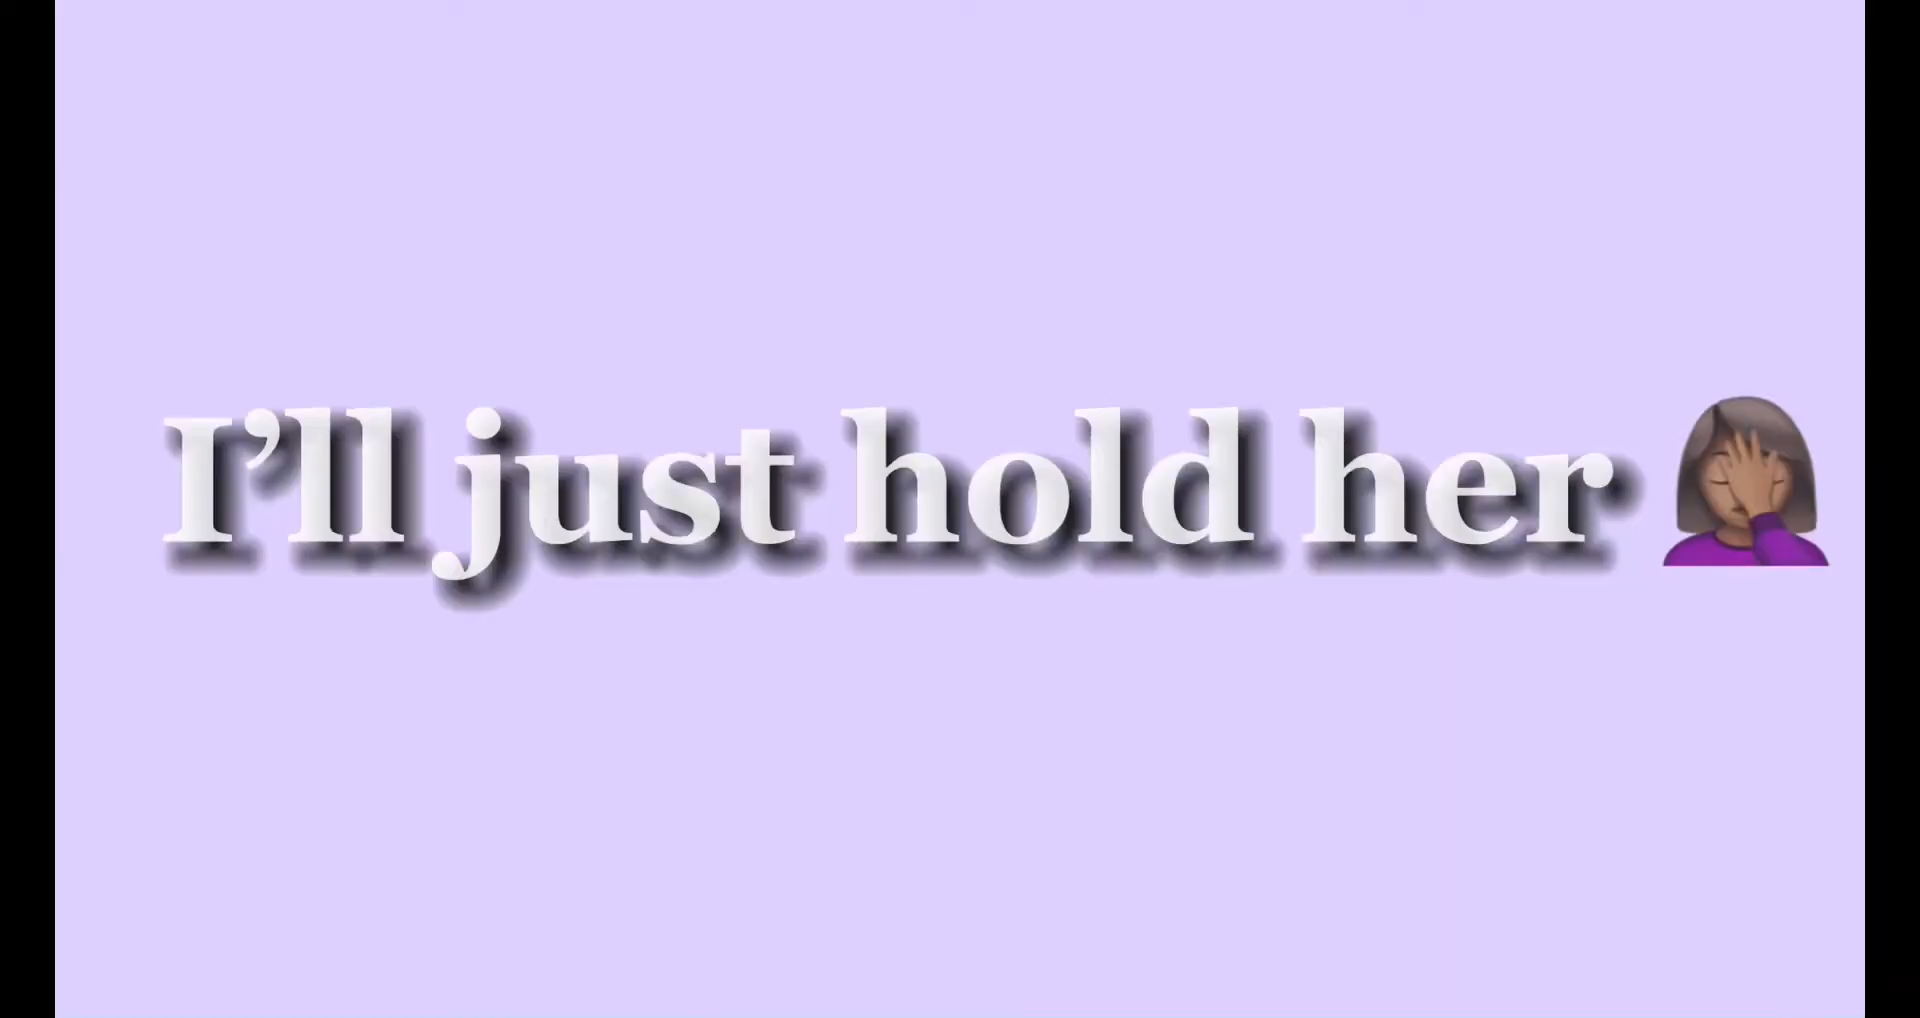 I’ll just hold her 🤦🏽‍♀️